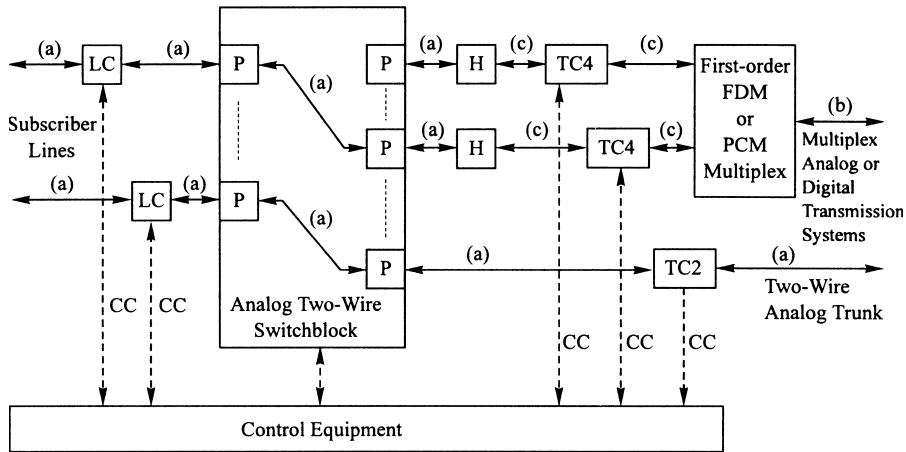 (a) (a) (a) (c) (c)
LC P P H TC4 First-order
FDM
or
PCM
Multiplex
(a)
(b)
Subscriber
Lines
(a) (c) (c)
P H TC4
Multiplex
Analog or
Digital
Transmission
Systems
(a) (a)
LC P
(a)
(a) (a)
P TC2
Two-Wire
Analog Trunk
Analog Two-Wire
Switchblock
CC CC CC CC CC
Control Equipment